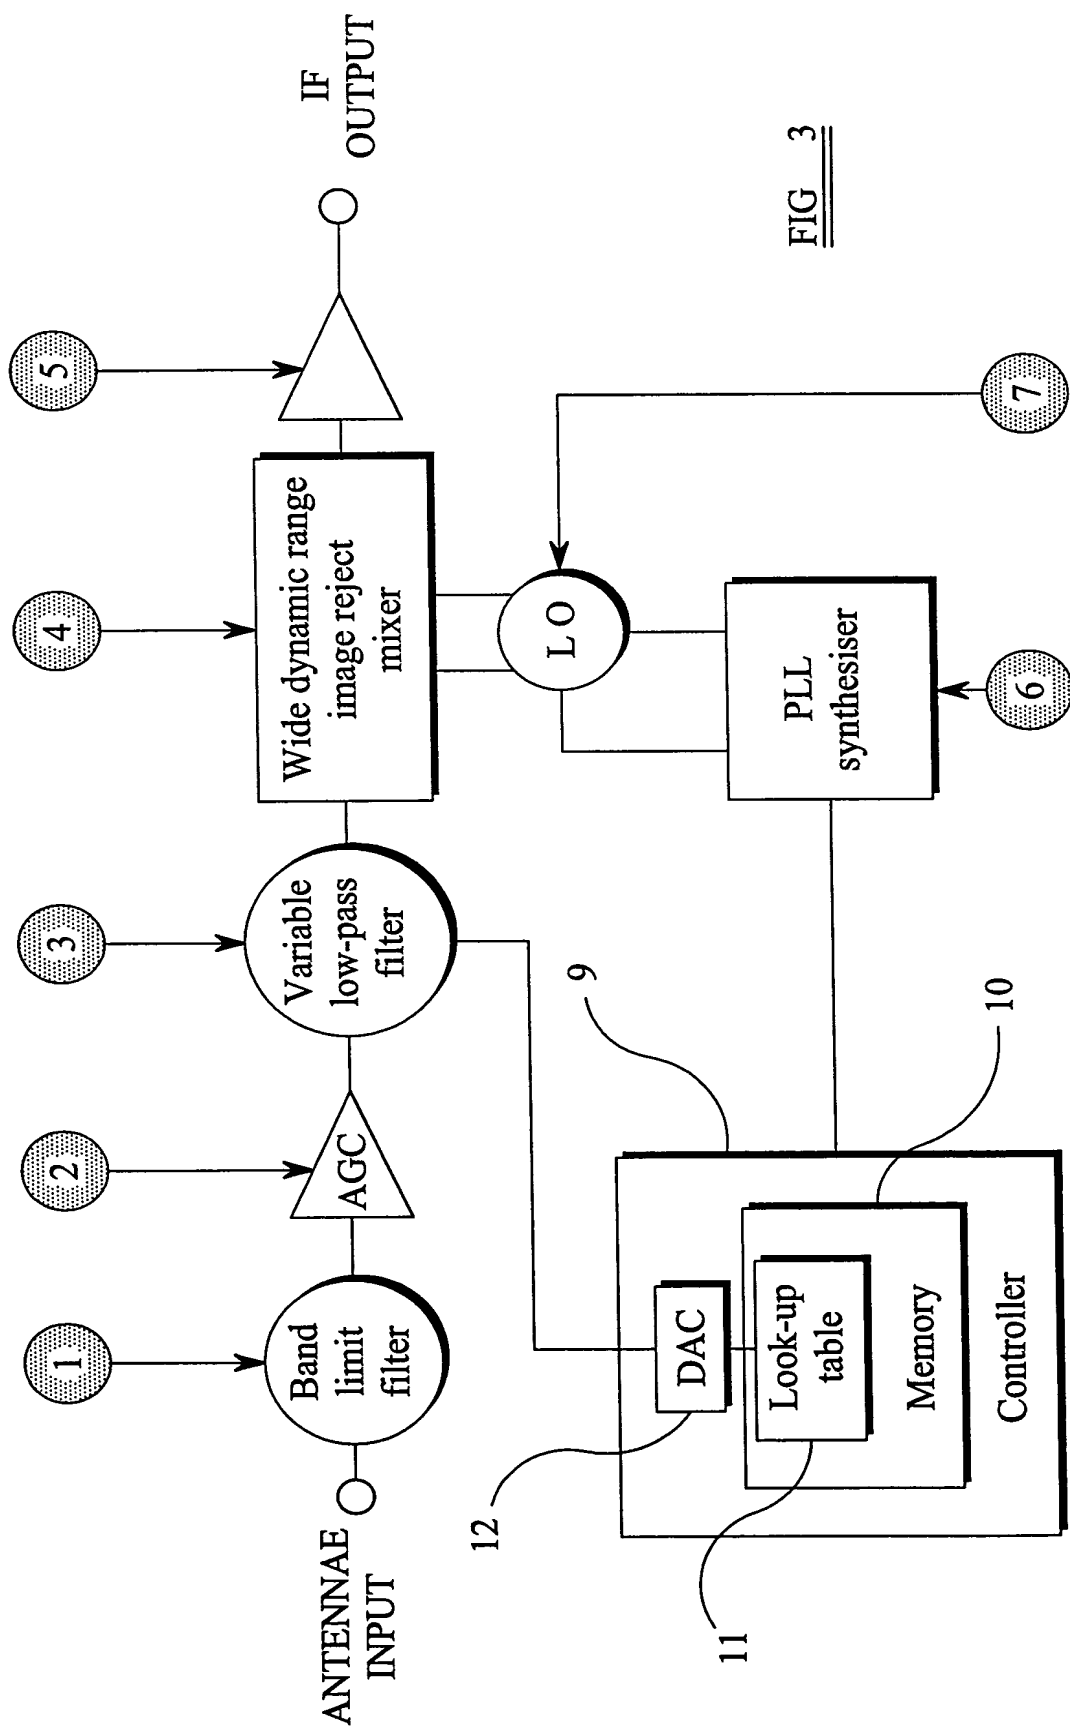 1
2
3
4
5
ANTENNAE
INPUT
Band
limit
filter
AGC
Variable
low-pass
filter
Wide dynamic range
image reject
mixer
IF
OUTPUT
L O
12
DAC
9
PLL
synthesiser
11
Look-up
table
Memory
10
Controller
6
7
FIG 3